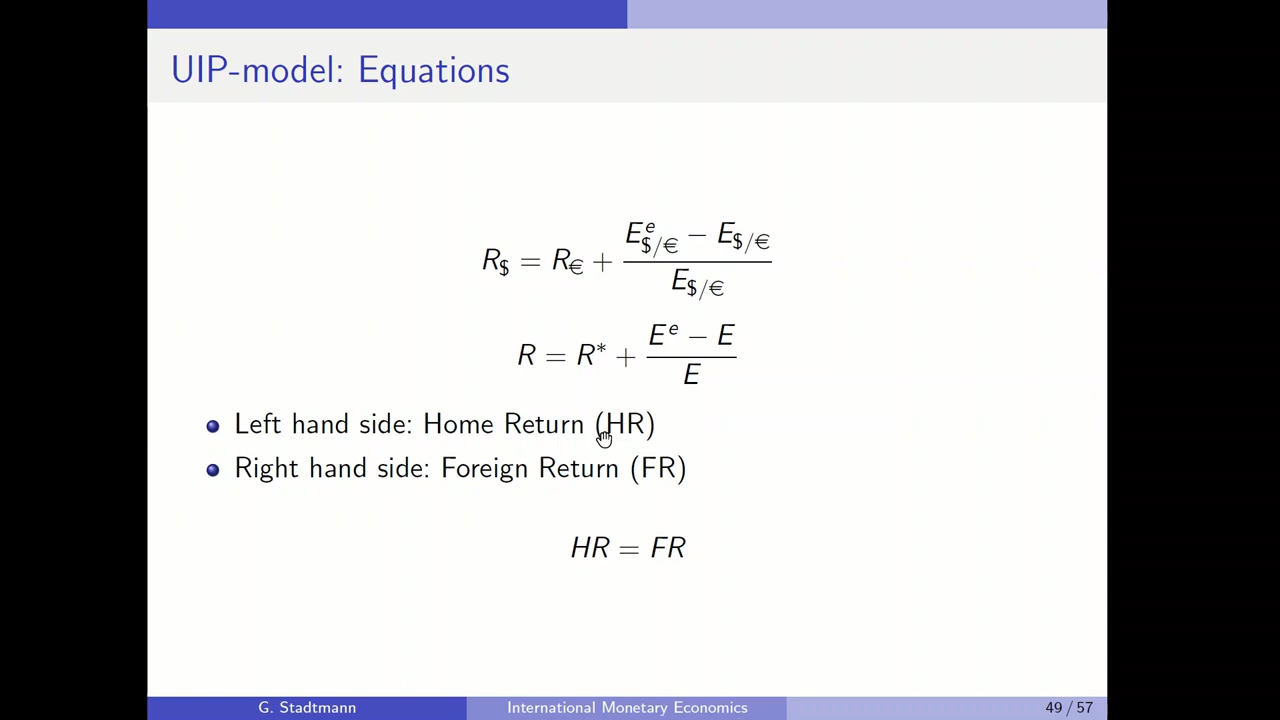 UIP-model: Equations
R$ = R€ + (E^e$/€ − E$/€) / E$/€
R = R* + (E^e − E) / E
Left hand side: Home Return (HR)
Right hand side: Foreign Return (FR)
HR = FR
G. Stadtmann
International Monetary Economics
49 / 57